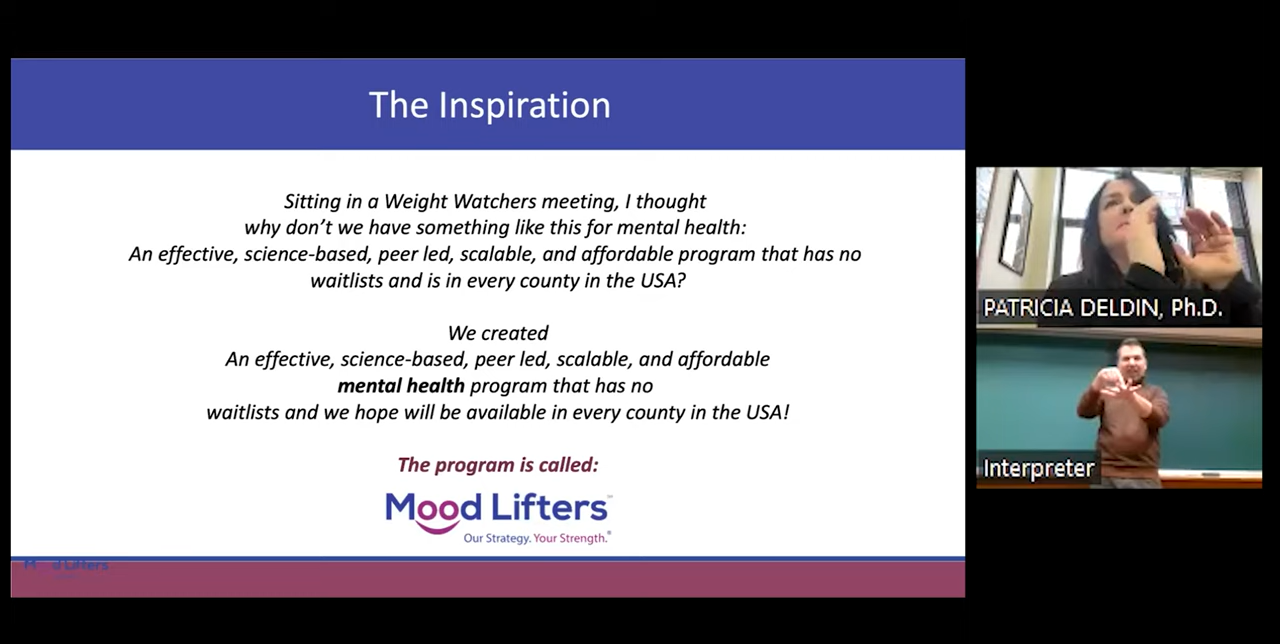 The Inspiration
Sitting in a Weight Watchers meeting, I thought
why don't we have something like this for mental health:
An effective, science-based, peer led, scalable, and affordable program that has no
waitlists and is in every county in the USA?
We created
An effective, science-based, peer led, scalable, and affordable
mental health program that has no
waitlists and we hope will be available in every county in the USA!
The program is called:
Mood Lifters
Our Strategy. Your Strength.®
PATRICIA DELDIN, Ph.D.
Interpreter